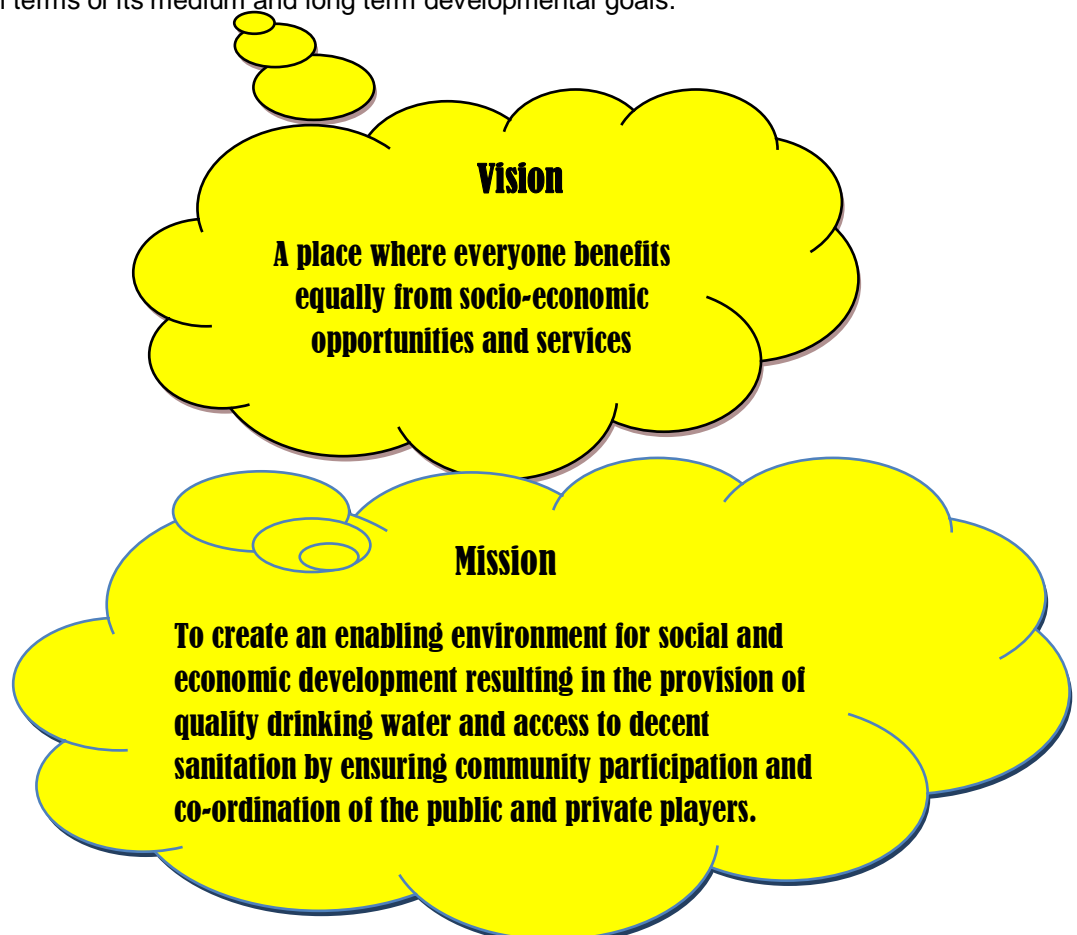 terms of its medium and long term developmental goals.
Vision
A place where everyone benefits
equally from socio-economic
opportunities and services
Mission
To create an enabling environment for social and
economic development resulting in the provision of
quality drinking water and access to decent
sanitation by ensuring community participation and
co-ordination of the public and private players.